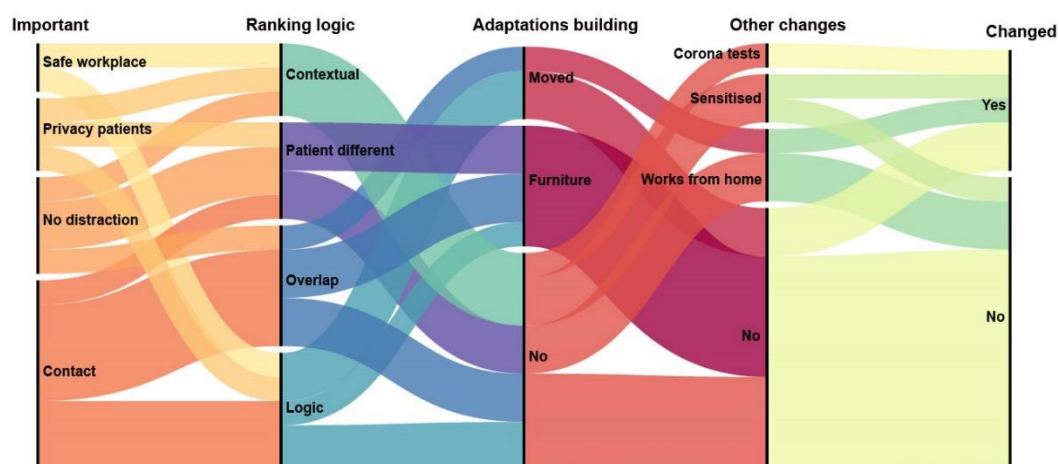 Important
Ranking logic
Adaptations building
Other changes
Changed
Safe workplace
Privacy patients
No distraction
Contact
Contextual
Patient different
Overlap
Logic
Moved
Furniture
No
Corona tests
Sensitised
Works from home
No
Yes
No